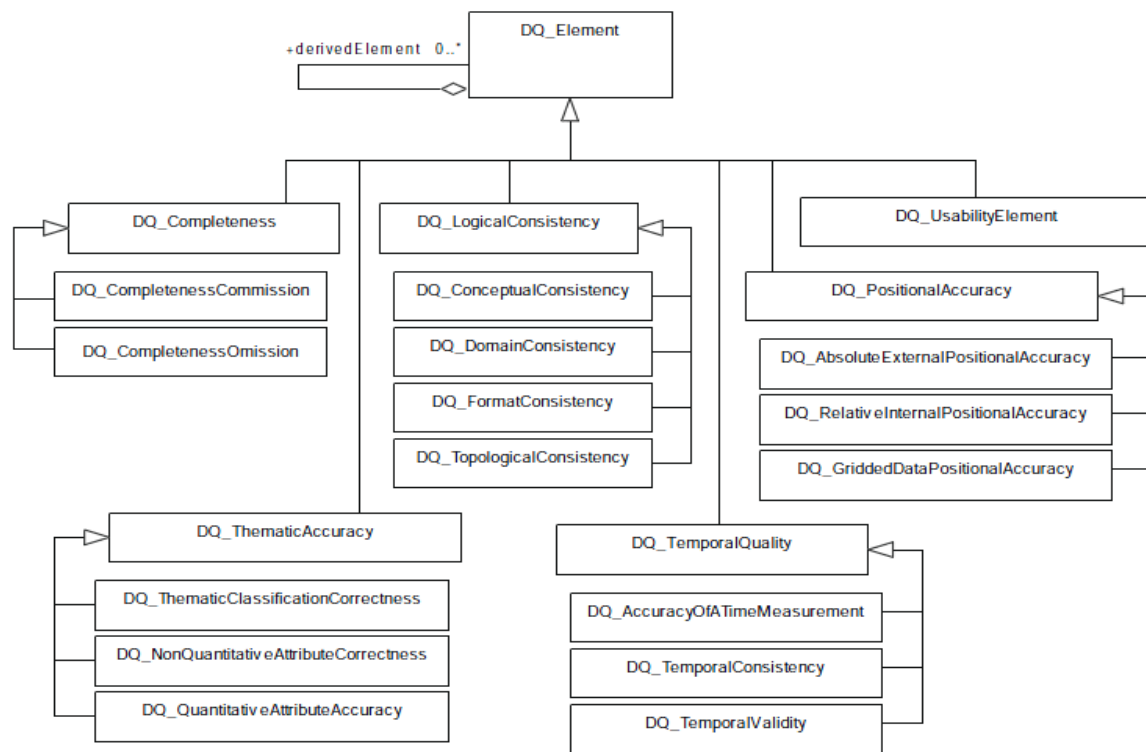 DQ_Element
+derivedElement 0..*
DQ_Completeness
DQ_CompletenessCommission
DQ_CompletenessOmission
DQ_LogicalConsistency
DQ_ConceptualConsistency
DQ_DomainConsistency
DQ_FormatConsistency
DQ_TopologicalConsistency
DQ_UsabilityElement
DQ_PositionalAccuracy
DQ_AbsoluteExternalPositionalAccuracy
DQ_RelativeInternalPositionalAccuracy
DQ_GriddedDataPositionalAccuracy
DQ_ThematicAccuracy
DQ_ThematicClassificationCorrectness
DQ_NonQuantitativeAttributeCorrectness
DQ_QuantitativeAttributeAccuracy
DQ_TemporalQuality
DQ_AccuracyOfATimeMeasurement
DQ_TemporalConsistency
DQ_TemporalValidity